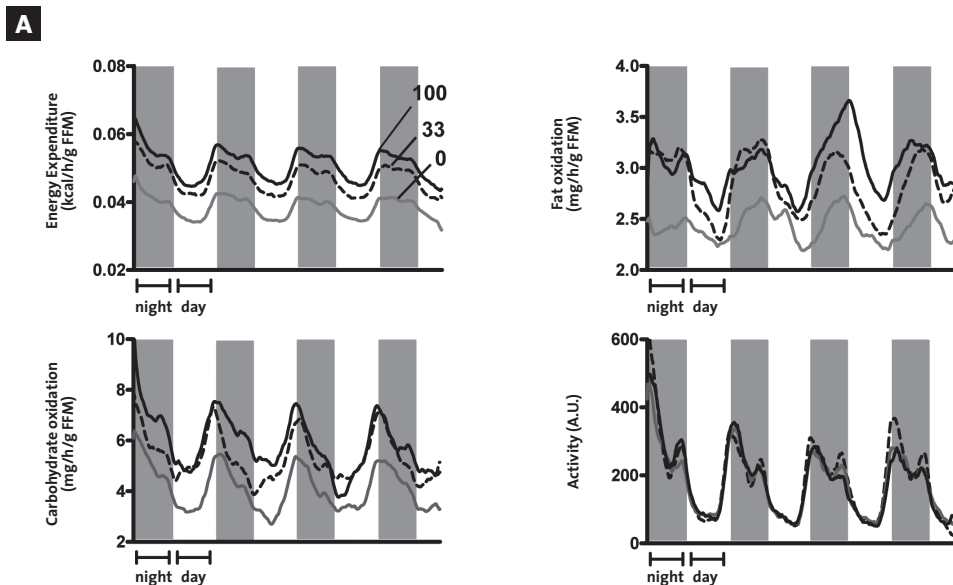 A
Energy Expenditure
(kcal/h/g FFM)
0.08
0.06
0.04
0.02
100
33
0
night day
Fat oxidation
(mg/h/g FFM)
4.0
3.5
3.0
2.5
2.0
night day
Carbohydrate oxidation
(mg/h/g FFM)
10
8
6
4
2
night day
Activity (A.U.)
600
400
200
0
night day